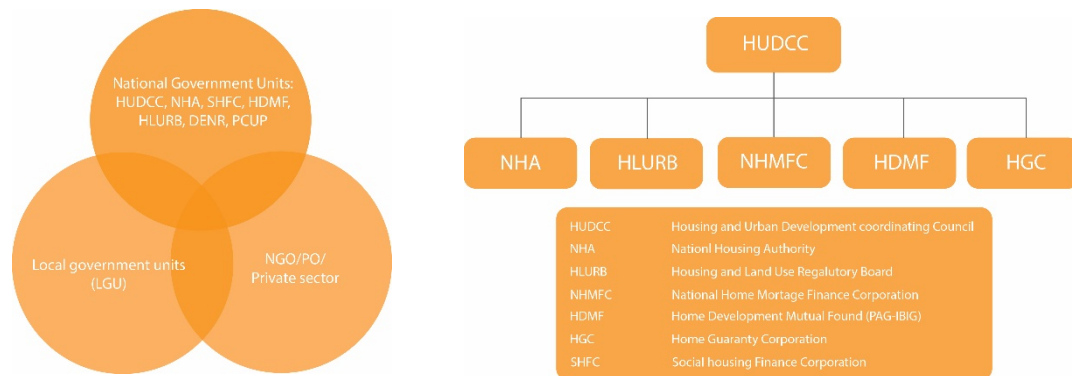 National Government Units:
HUDCC, NHA, SHFC, HDMF,
HLURB, DENR, PCUP
Local government units
(LGU)
NGO/PO/
Private sector
HUDCC
NHA
HLURB
NHMFC
HDMF
HGC
HUDCC Housing and Urban Development coordinating Council
NHA Nationl Housing Authority
HLURB Housing and Land Use Regalutory Board
NHMFC National Home Mortage Finance Corporation
HDMF Home Development Mutual Found (PAG-IBIG)
HGC Home Guaranty Corporation
SHFC Social housing Finance Corporation